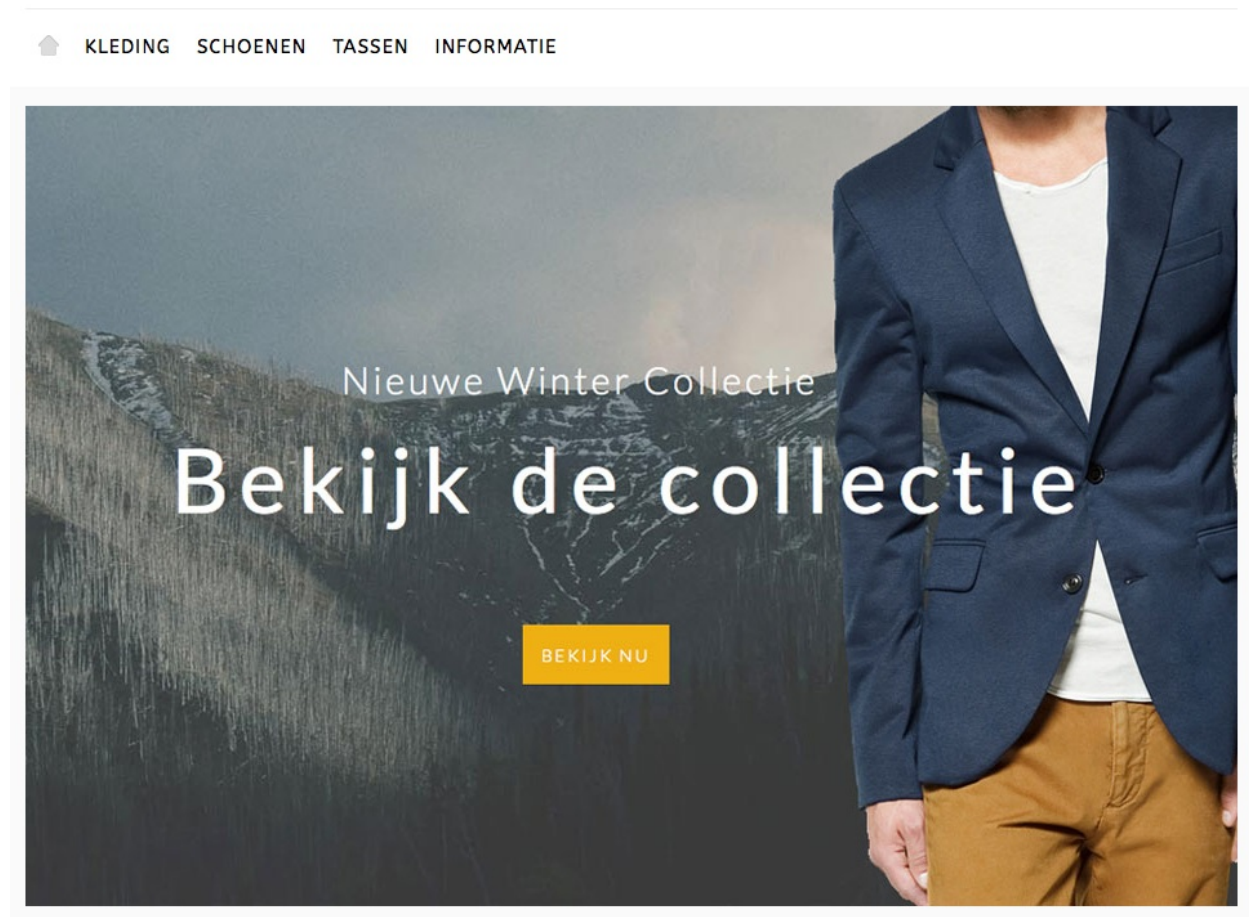 KLEDING SCHOENEN TASSEN INFORMATIE
Nieuwe Winter Collectie
Bekijk de collectie
BEKIJK NU